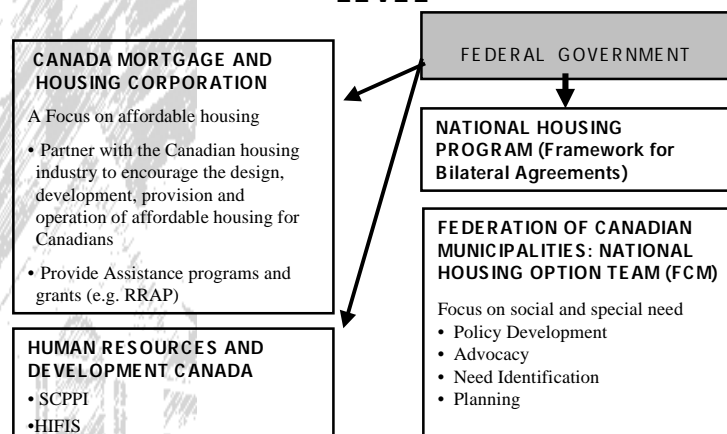 CANADA MORTGAGE AND
HOUSING CORPORATION
A Focus on affordable housing
• Partner with the Canadian housing
industry to encourage the design,
development, provision and
operation of affordable housing for
Canadians
• Provide Assistance programs and
grants (e.g. RRAP)
HUMAN RESOURCES AND
DEVELOPMENT CANADA
• SCPPI
•HIFIS
FEDERAL GOVERNMENT
NATIONAL HOUSING
PROGRAM (Framework for
Bilateral Agreements)
FEDERATION OF CANADIAN
MUNICIPALITIES: NATIONAL
HOUSING OPTION TEAM (FCM)
Focus on social and special need
• Policy Development
• Advocacy
• Need Identification
• Planning